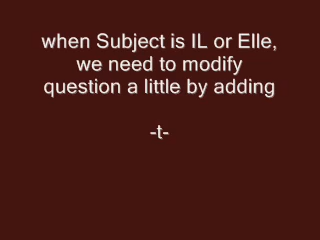 when Subject is IL or Elle,
we need to modify
question a little by adding
-t-